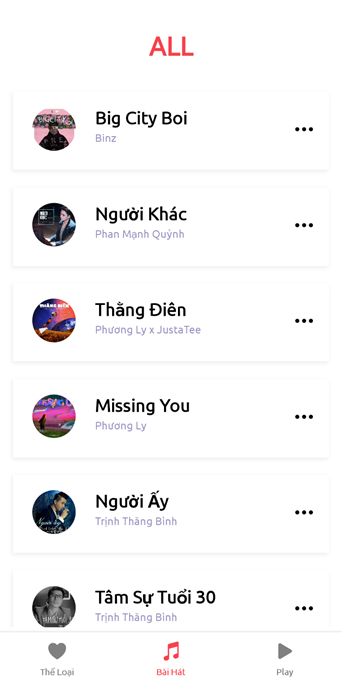 ALL
BIGCITY
Big City Boi
Binz
Người Khác
Phan Mạnh Quỳnh
Thằng Điên
Phương Ly x JustaTee
Missing You
Phương Ly
Người Ấy
Trịnh Thăng Bình
Tâm Sự Tuổi 30
Trịnh Thăng Bình
Thể Loại
Bài Hát
Play